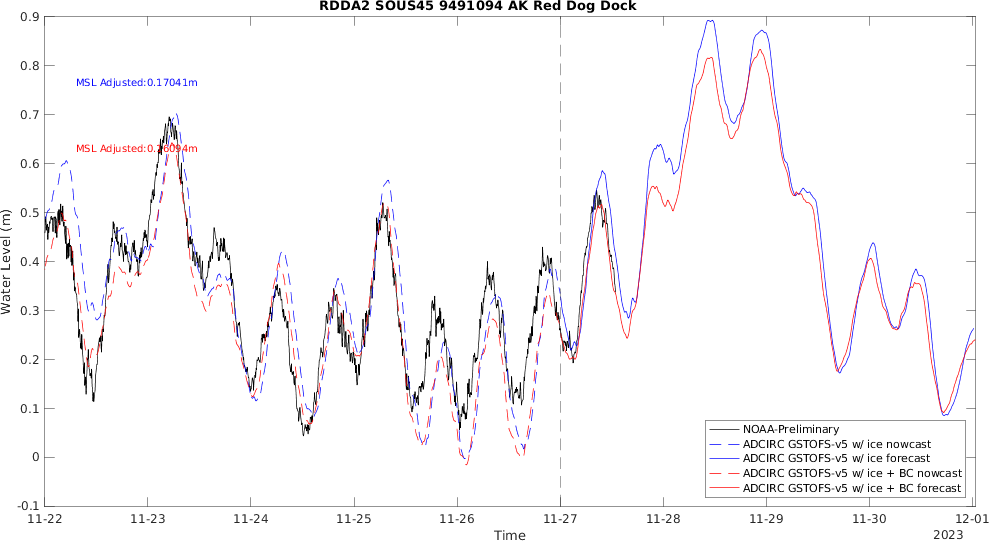 RDDA2 SOUS45 9491094 AK Red Dog Dock
0.9
0.8
0.7
0.6
0.5
0.4
0.3
0.2
0.1
0
-0.1
Water Level (m)
MSL Adjusted:0.17041m
MSL Adjusted:0.16094m
NOAA-Preliminary
ADCIRC GSTOFS-v5 w/ ice nowcast
ADCIRC GSTOFS-v5 w/ ice forecast
ADCIRC GSTOFS-v5 w/ ice + BC nowcast
ADCIRC GSTOFS-v5 w/ ice + BC forecast
11-22 11-23 11-24 11-25 11-26 11-27 11-28 11-29 11-30 12-01
Time
2023